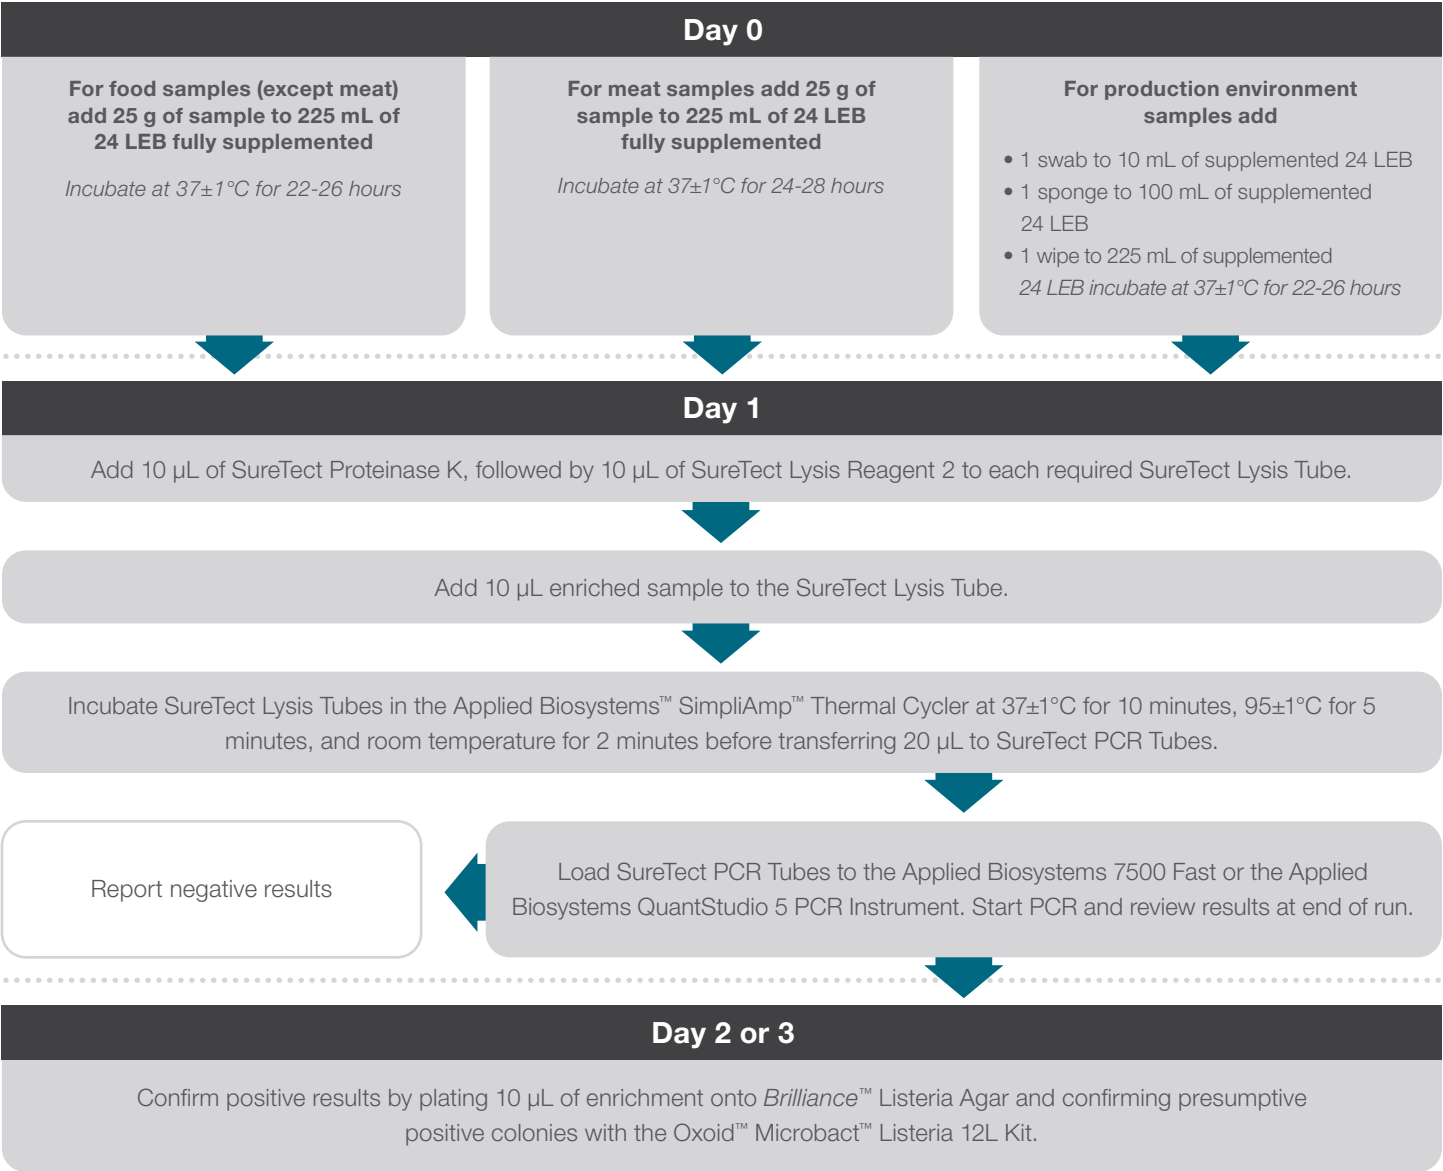 Day 0
For food samples (except meat)
add 25 g of sample to 225 mL of
24 LEB fully supplemented
Incubate at 37±1°C for 22-26 hours
For meat samples add 25 g of
sample to 225 mL of 24 LEB
fully supplemented
Incubate at 37±1°C for 24-28 hours
For production environment
samples add
• 1 swab to 10 mL of supplemented 24 LEB
• 1 sponge to 100 mL of supplemented
24 LEB
• 1 wipe to 225 mL of supplemented
24 LEB incubate at 37±1°C for 22-26 hours
Day 1
Add 10 µL of SureTect Proteinase K, followed by 10 µL of SureTect Lysis Reagent 2 to each required SureTect Lysis Tube.
Add 10 µL enriched sample to the SureTect Lysis Tube.
Incubate SureTect Lysis Tubes in the Applied Biosystems™ SimpliAmp™ Thermal Cycler at 37±1°C for 10 minutes, 95±1°C for 5
minutes, and room temperature for 2 minutes before transferring 20 µL to SureTect PCR Tubes.
Report negative results
Load SureTect PCR Tubes to the Applied Biosystems 7500 Fast or the Applied
Biosystems QuantStudio 5 PCR Instrument. Start PCR and review results at end of run.
Day 2 or 3
Confirm positive results by plating 10 µL of enrichment onto Brilliance™ Listeria Agar and confirming presumptive
positive colonies with the Oxoid™ Microbact™ Listeria 12L Kit.